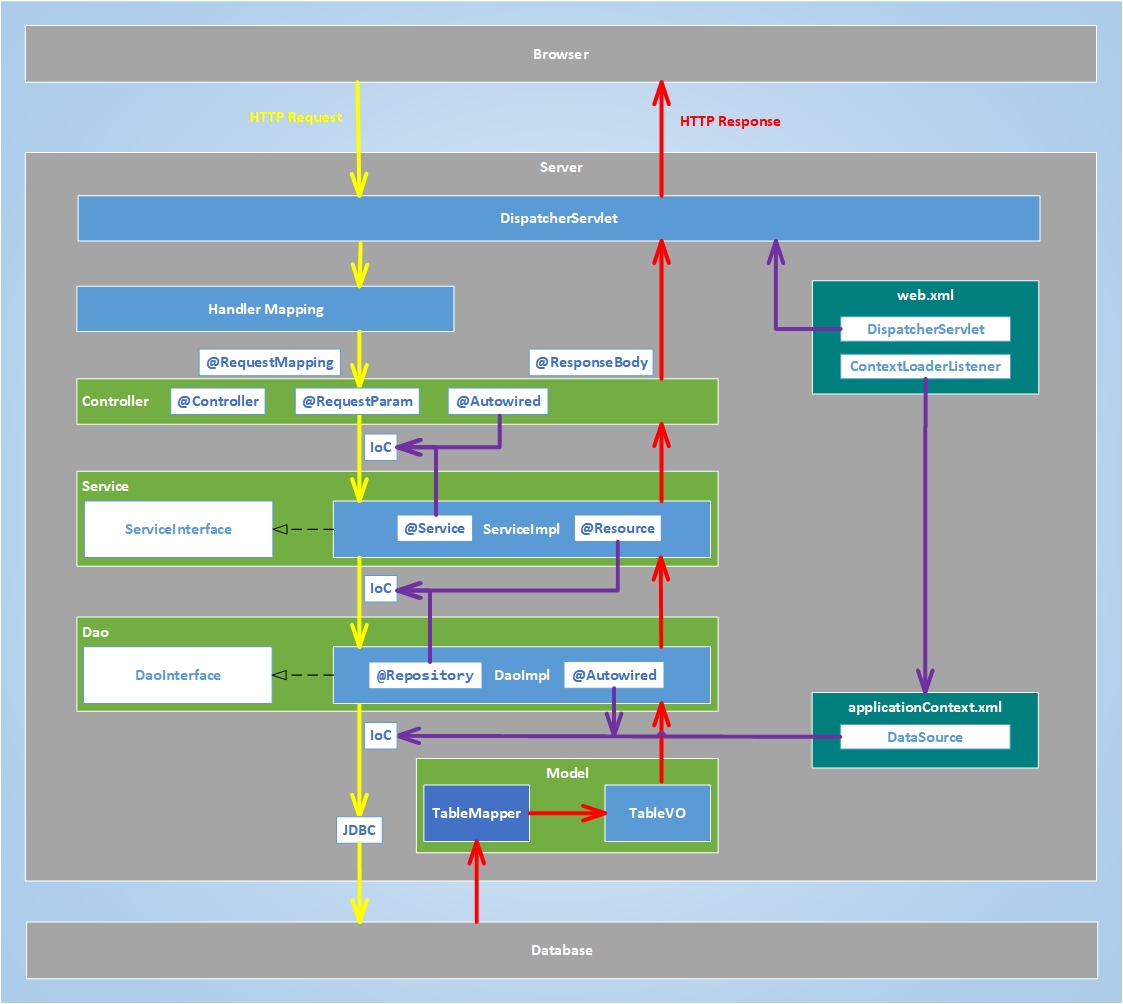 Browser
HTTP Request
HTTP Response
Server
DispatcherServlet
Handler Mapping
web.xml
DispatcherServlet
ContextLoaderListener
@RequestMapping
@ResponseBody
Controller
@Controller
@RequestParam
@Autowired
IoC
Service
ServiceInterface
@Service
ServiceImpl
@Resource
IoC
Dao
DaoInterface
@Repository
DaoImpl
@Autowired
applicationContext.xml
DataSource
IoC
Model
TableMapper
TableVO
JDBC
Database